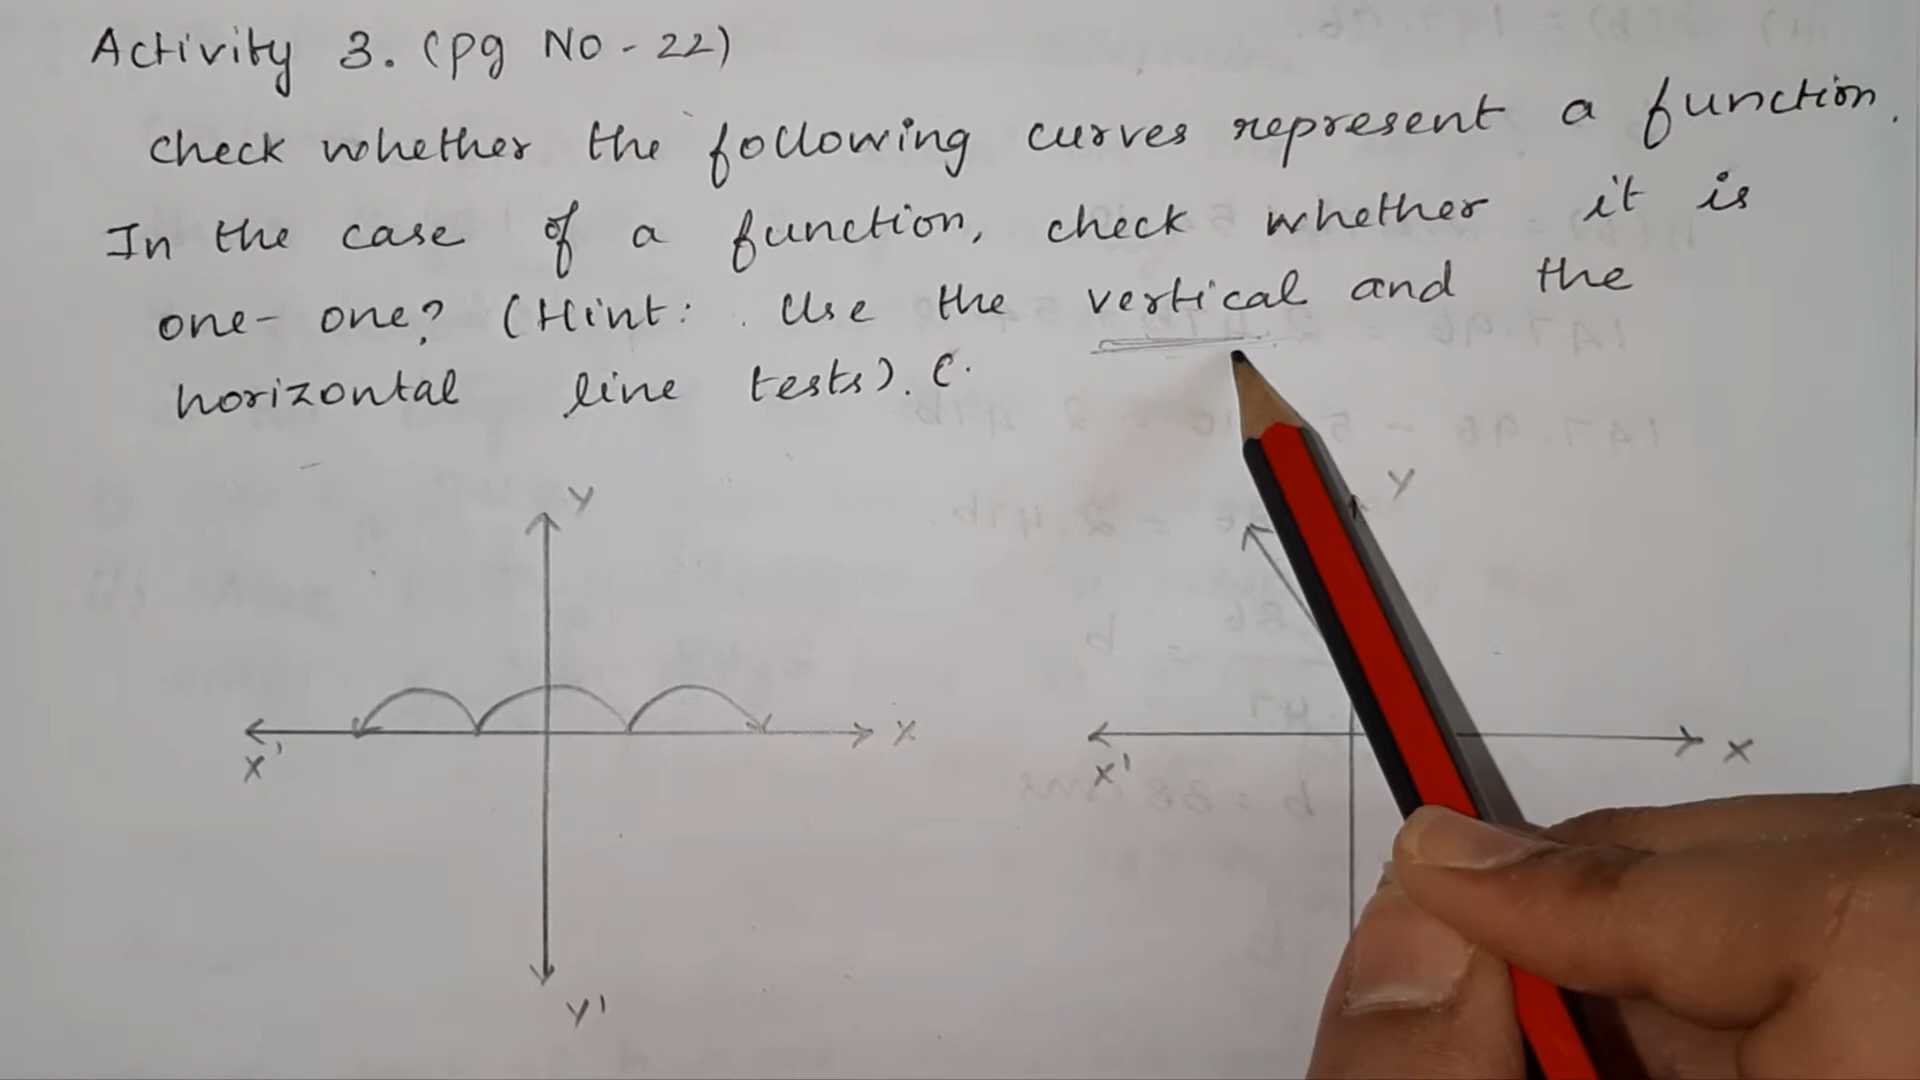 Activity 3. (pg NO - 22)
check whether the following curves represent a function.
In the case of a function, check whether it is
one-one? (Hint: . Use the vertical and the
horizontal line tests). (.
Y
Y
X
X'
X
X'
Y'